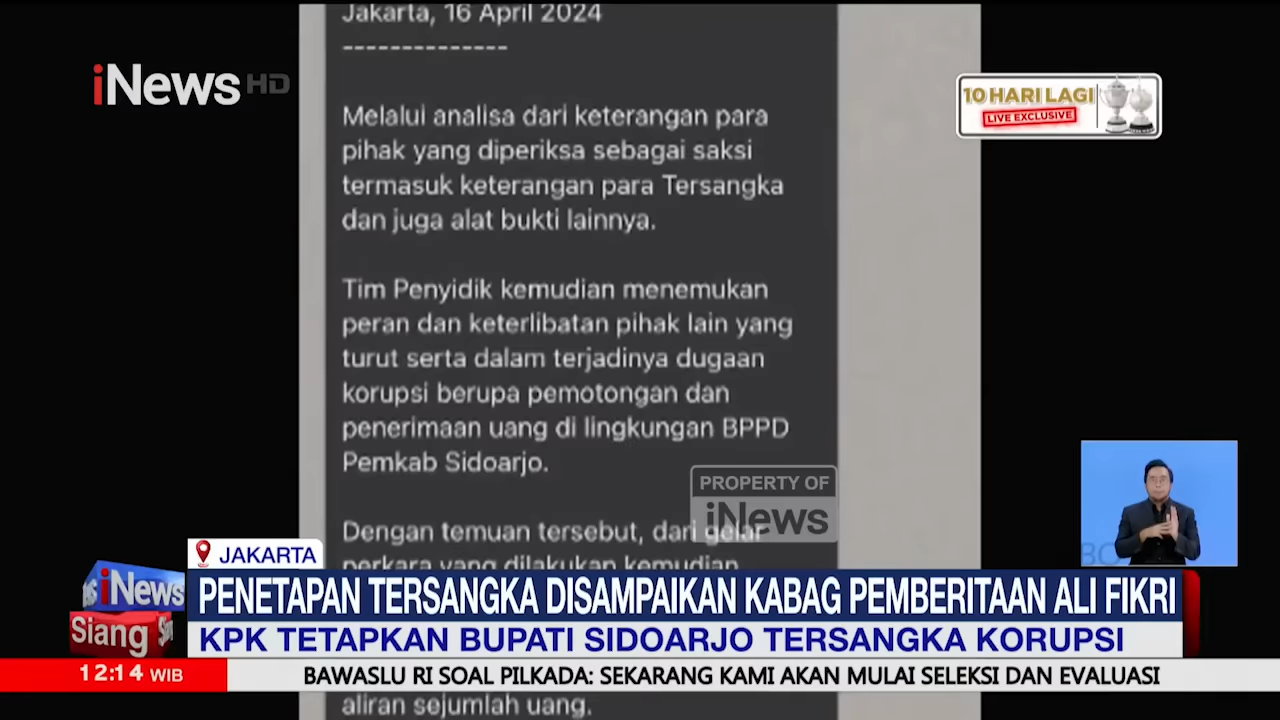 Jakarta, 16 April 2024
--------------
iNews HD
10 HARI LAGI
LIVE EXCLUSIVE
Melalui analisa dari keterangan para
pihak yang diperiksa sebagai saksi
termasuk keterangan para Tersangka
dan juga alat bukti lainnya.
Tim Penyidik kemudian menemukan
peran dan keterlibatan pihak lain yang
turut serta dalam terjadinya dugaan
korupsi berupa pemotongan dan
penerimaan uang di lingkungan BPPD
Pemkab Sidoarjo.
PROPERTY OF
iNews
Dengan temuan tersebut, dari gelar
perkara yang dilakukan kemudian
JAKARTA
iNews
Siang
PENETAPAN TERSANGKA DISAMPAIKAN KABAG PEMBERITAAN ALI FIKRI
KPK TETAPKAN BUPATI SIDOARJO TERSANGKA KORUPSI
12:14 WIB
BAWASLU RI SOAL PILKADA: SEKARANG KAMI AKAN MULAI SELEKSI DAN EVALUASI
aliran sejumlah uang.